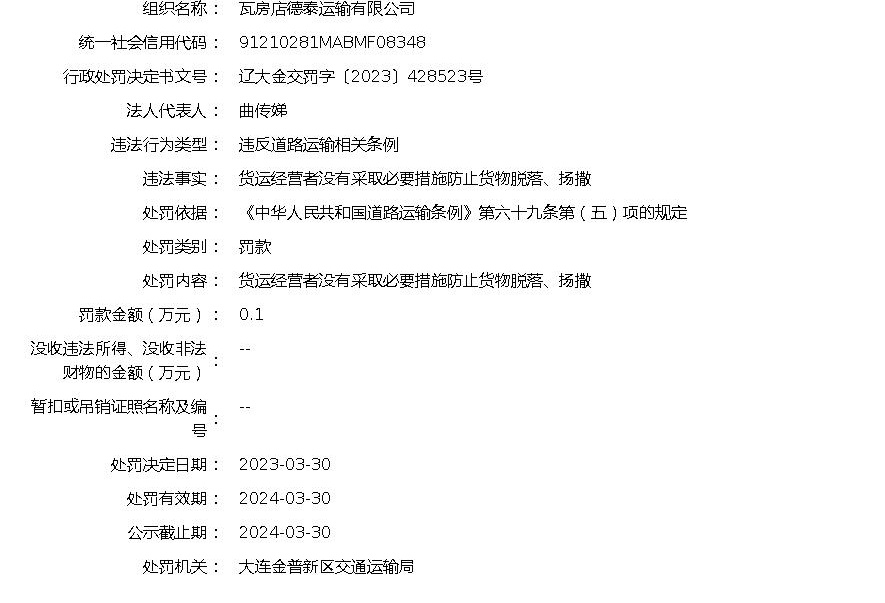 组织名称： 瓦房店德泰运输有限公司
统一社会信用代码： 91210281MABMF08348
行政处罚决定书文号： 辽大金交罚字〔2023〕428523号
法人代表人： 曲传娣
违法行为类型： 违反道路运输相关条例
违法事实： 货运经营者没有采取必要措施防止货物脱落、扬撒
处罚依据： 《中华人民共和国道路运输条例》第六十九条第（五）项的规定
处罚类别： 罚款
处罚内容： 货运经营者没有采取必要措施防止货物脱落、扬撒
罚款金额（万元）： 0.1
没收违法所得、没收非法
财物的金额（万元）： --
暂扣或吊销证照名称及编
号： --
处罚决定日期： 2023-03-30
处罚有效期： 2024-03-30
公示截止期： 2024-03-30
处罚机关： 大连金普新区交通运输局